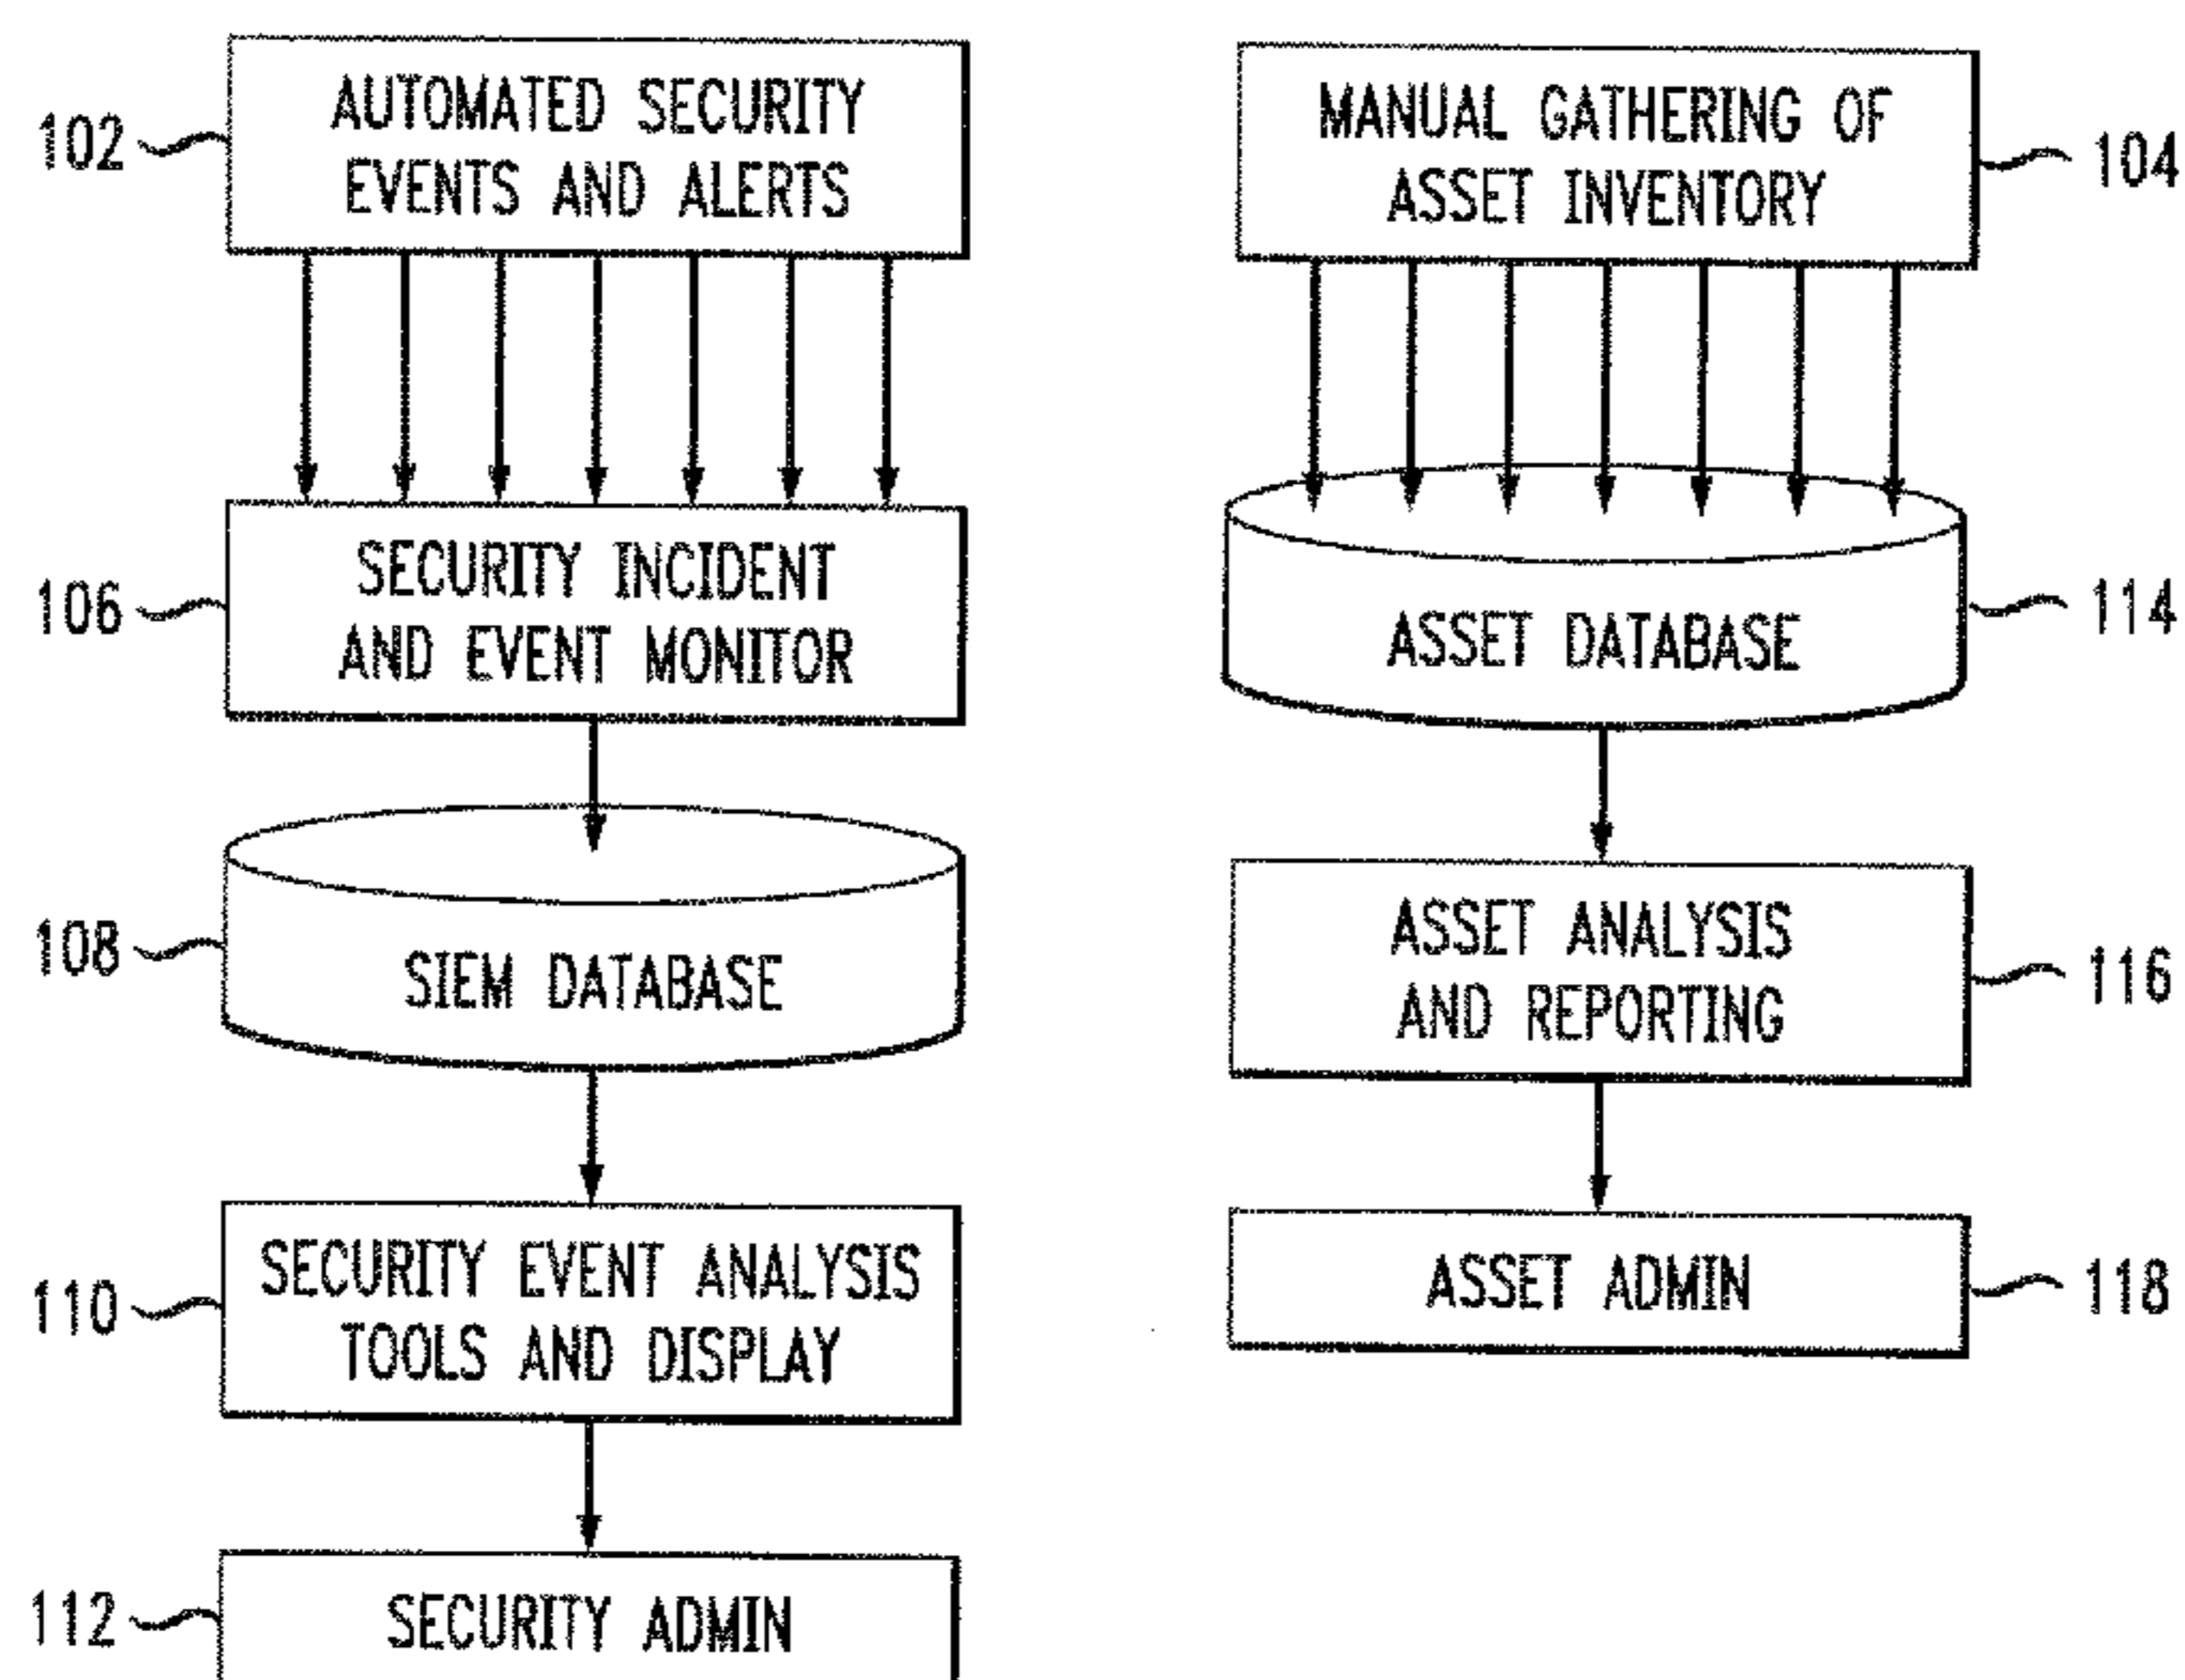 102
AUTOMATED SECURITY
EVENTS AND ALERTS
106
SECURITY INCIDENT
AND EVENT MONITOR
108
SIEM DATABASE
110
SECURITY EVENT ANALYSIS
TOOLS AND DISPLAY
112
SECURITY ADMIN
MANUAL GATHERING OF
ASSET INVENTORY
104
ASSET DATABASE
114
ASSET ANALYSIS
AND REPORTING
116
ASSET ADMIN
118